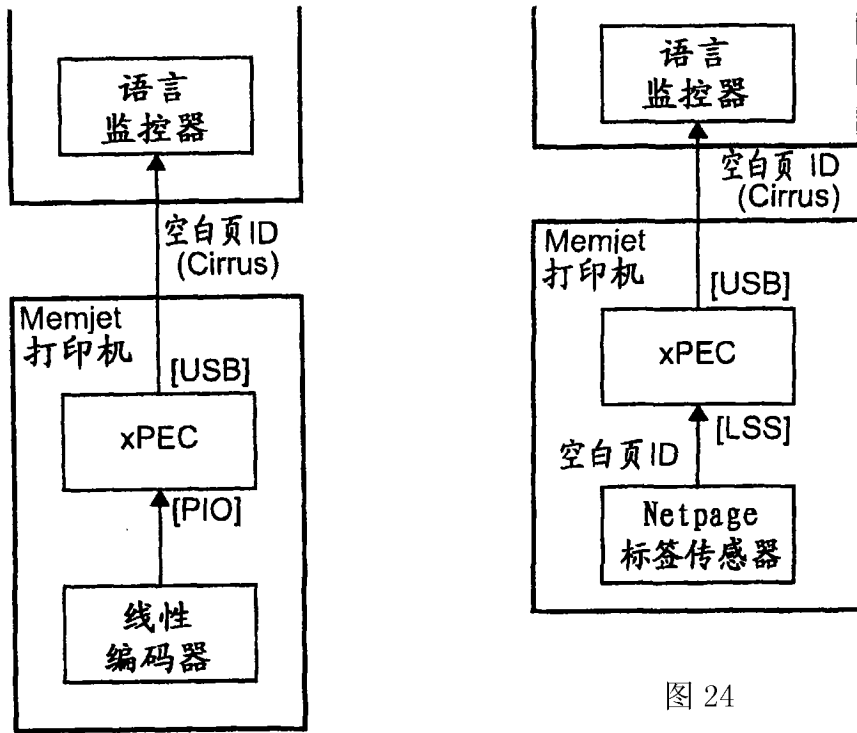 语言
监控器
空白页ID
(Cirrus)
Memjet
打印机
[USB]
xPEC
[PIO]
线性
编码器
语言
监控器
空白页 ID
(Cirrus)
Memjet
打印机
[USB]
xPEC
[LSS]
空白页ID
Netpage
标签传感器
图 24